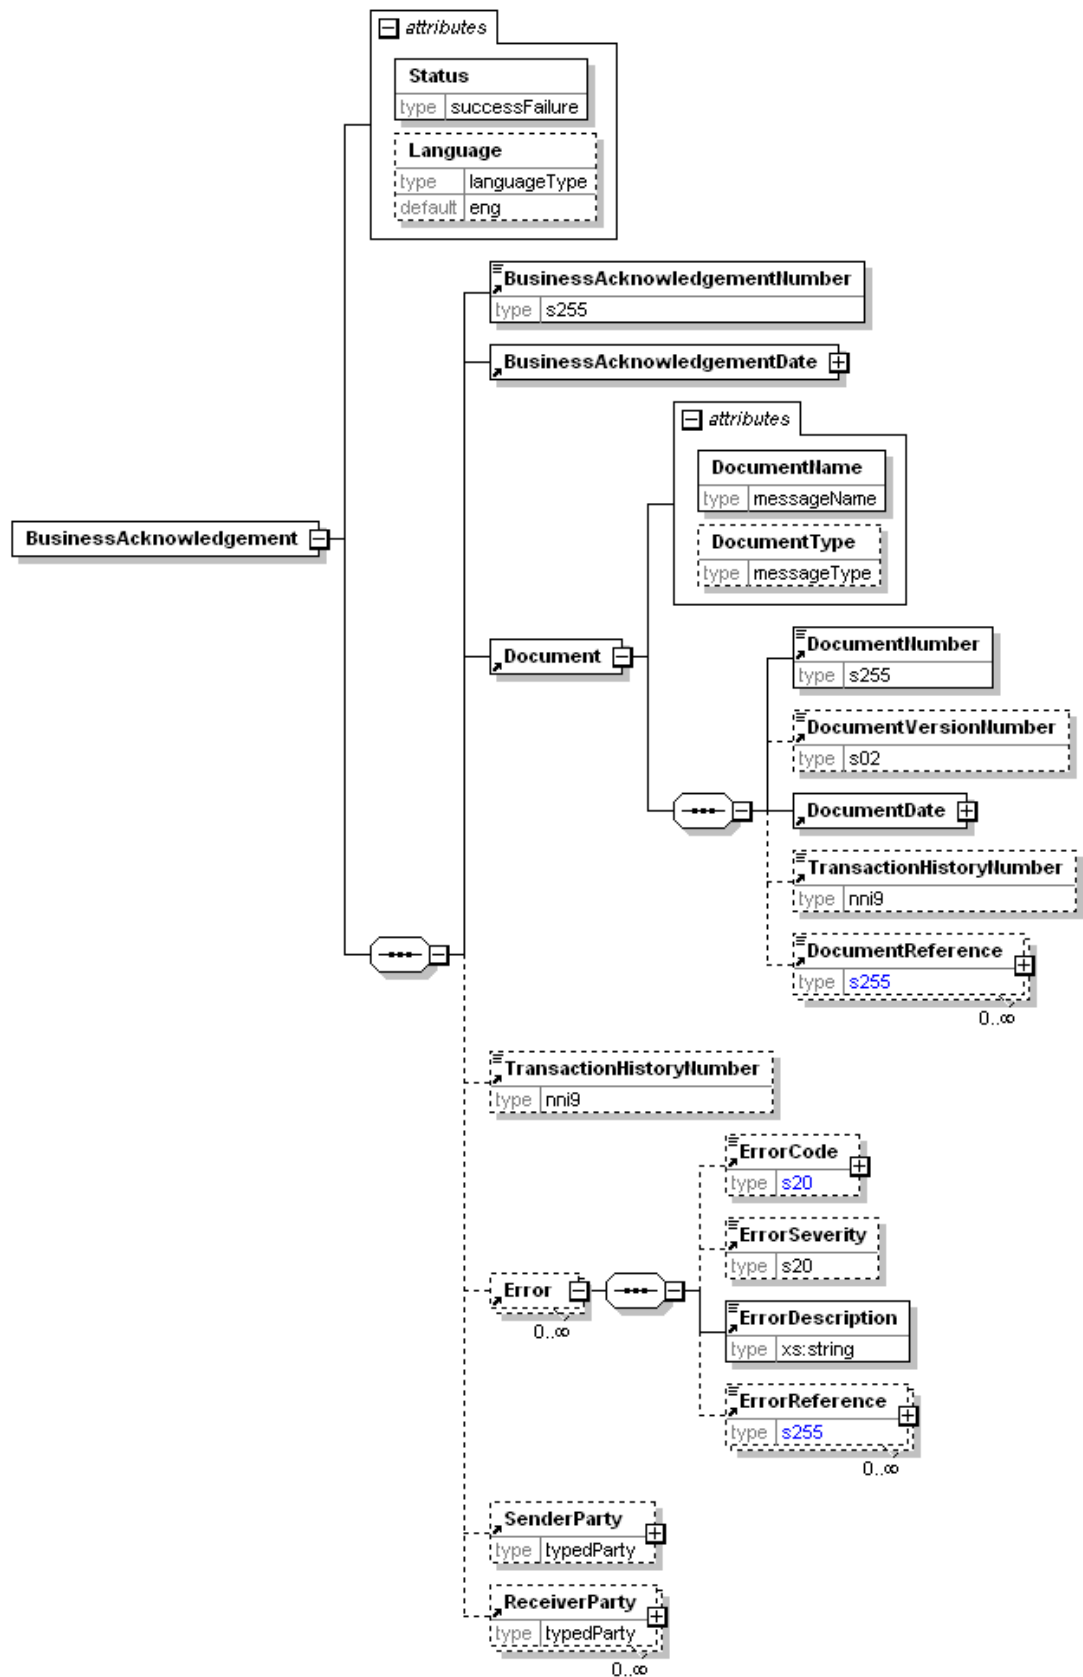 attributes
Status
type successFailure
Language
type languageType
default eng
BusinessAcknowledgementNumber
type s255
BusinessAcknowledgementDate
attributes
DocumentName
type messageName
BusinessAcknowledgement
DocumentType
type messageType
Document
DocumentNumber
type s255
DocumentVersionNumber
type s02
DocumentDate
TransactionHistoryNumber
type nni9
DocumentReference
type s255
0..∞
TransactionHistoryNumber
type nni9
ErrorCode
type s20
ErrorSeverity
type s20
Error
0..∞
ErrorDescription
type xs:string
ErrorReference
type s255
0..∞
SenderParty
type typedParty
ReceiverParty
type typedParty
0..∞